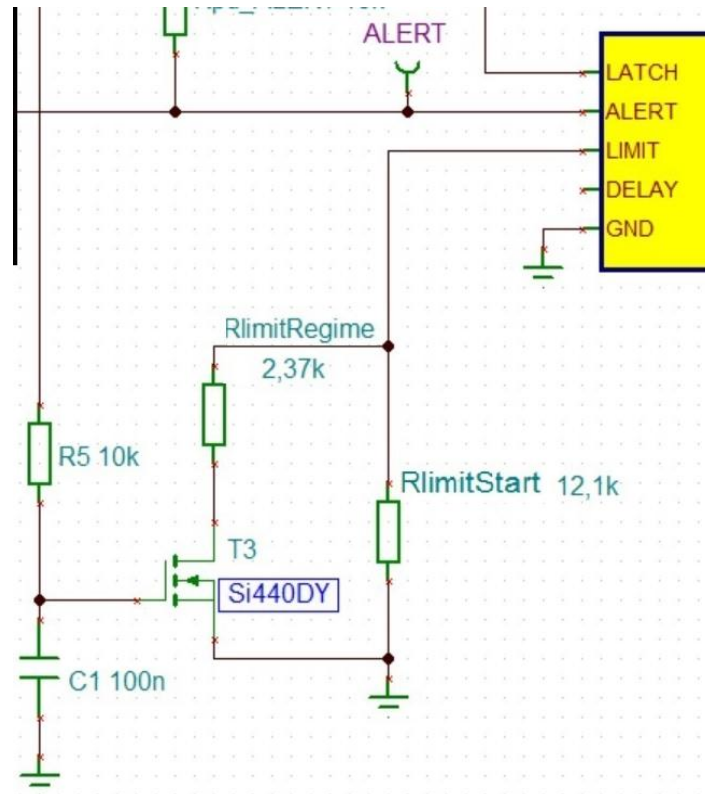 ALERT
LATCH
ALERT
LIMIT
DELAY
GND
RlimitRegime
2,37k
R5 10k
RlimitStart 12,1k
T3
Si440DY
C1 100n